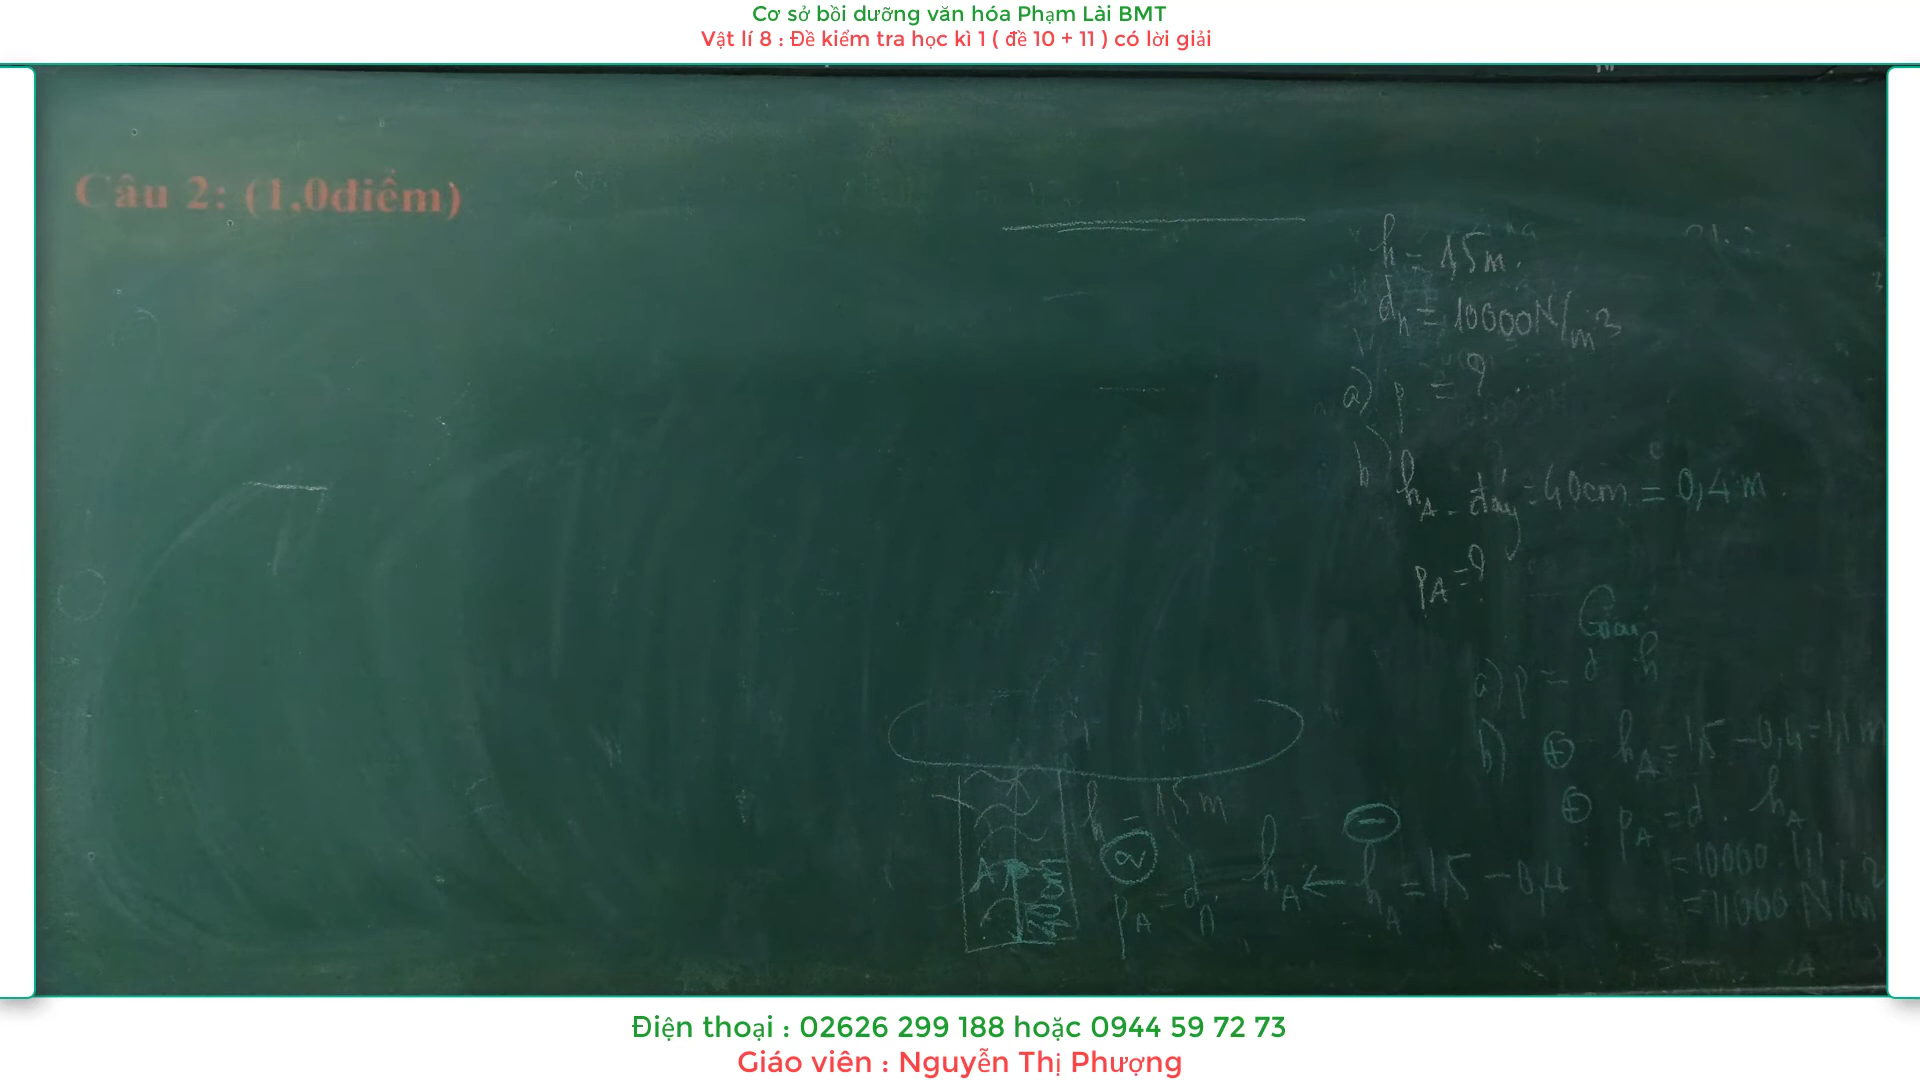 Cơ sở bồi dưỡng văn hóa Phạm Lài BMT
Vật lí 8 : Đề kiểm tra học kì 1 ( đề 10 + 11 ) có lời giải
Câu 2: (1,0điểm)
h = 1,5m.
dn = 10000N/m3
a) p = ?
b) hA - đáy = 40cm = 0,4m.
pA = ?
Giải
a) p = d h
b) ⊕ hA = 1,5 - 0,4 = 1,1m
⊕ pA = d. hA
= 10000. 1,1
= 11000 N/m2
h = 1,5m
A
40cm
2
pA = dn. hA ← hA = 1,5 - 0,4
Điện thoại : 02626 299 188 hoặc 0944 59 72 73
Giáo viên : Nguyễn Thị Phượng